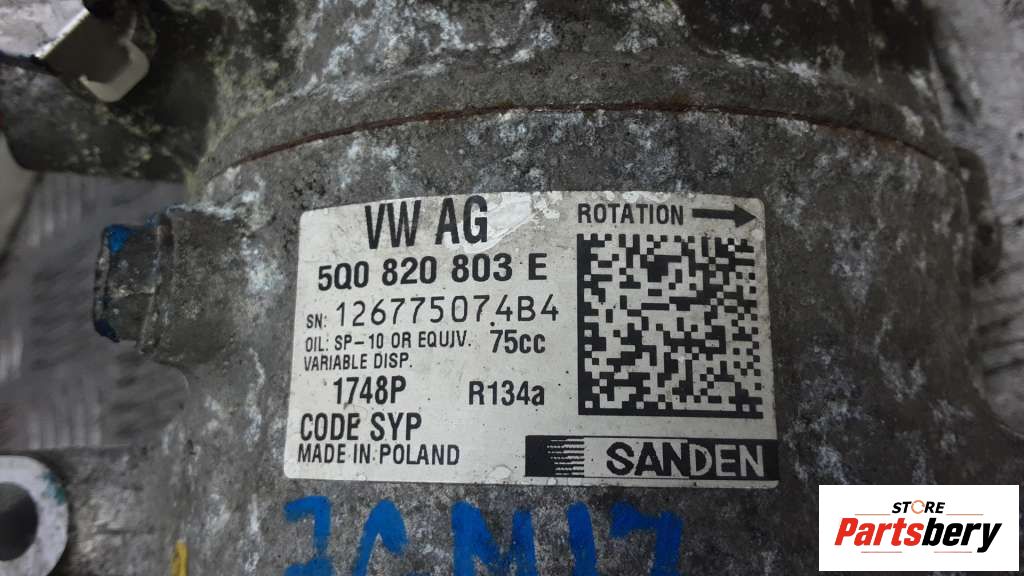 VW AG
ROTATION
5Q0 820 803 E
SN: 126775074B4
OIL: SP-10 OR EQUIV. 75cc
VARIABLE DISP.
1748P R134a
CODE SYP
MADE IN POLAND
SANDEN
STORE
Partsbery